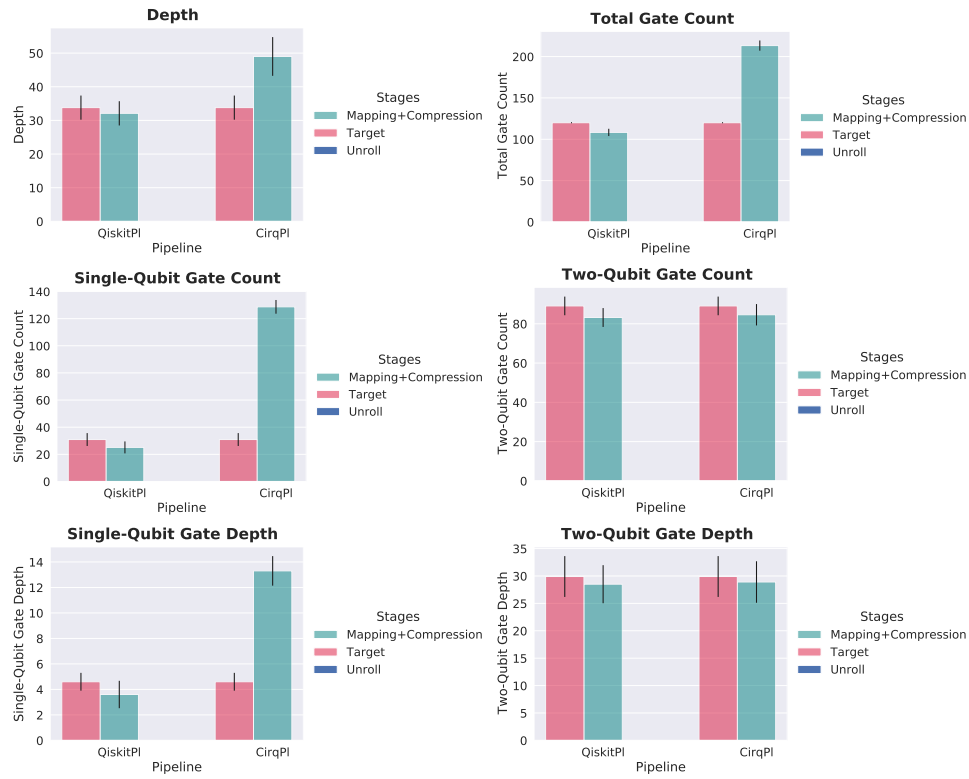 Depth
50
40
30
20
10
0
Depth
QiskitPl
CirqPl
Pipeline
Stages
Mapping+Compression
Target
Unroll
Total Gate Count
200
150
100
50
0
Total Gate Count
QiskitPl
CirqPl
Pipeline
Stages
Mapping+Compression
Target
Unroll
Single-Qubit Gate Count
140
120
100
80
60
40
20
0
Single-Qubit Gate Count
QiskitPl
CirqPl
Pipeline
Stages
Mapping+Compression
Target
Unroll
Two-Qubit Gate Count
80
60
40
20
0
Two-Qubit Gate Count
QiskitPl
CirqPl
Pipeline
Stages
Mapping+Compression
Target
Unroll
Single-Qubit Gate Depth
14
12
10
8
6
4
2
0
Single-Qubit Gate Depth
QiskitPl
CirqPl
Pipeline
Stages
Mapping+Compression
Target
Unroll
Two-Qubit Gate Depth
35
30
25
20
15
10
5
0
Two-Qubit Gate Depth
QiskitPl
CirqPl
Pipeline
Stages
Mapping+Compression
Target
Unroll